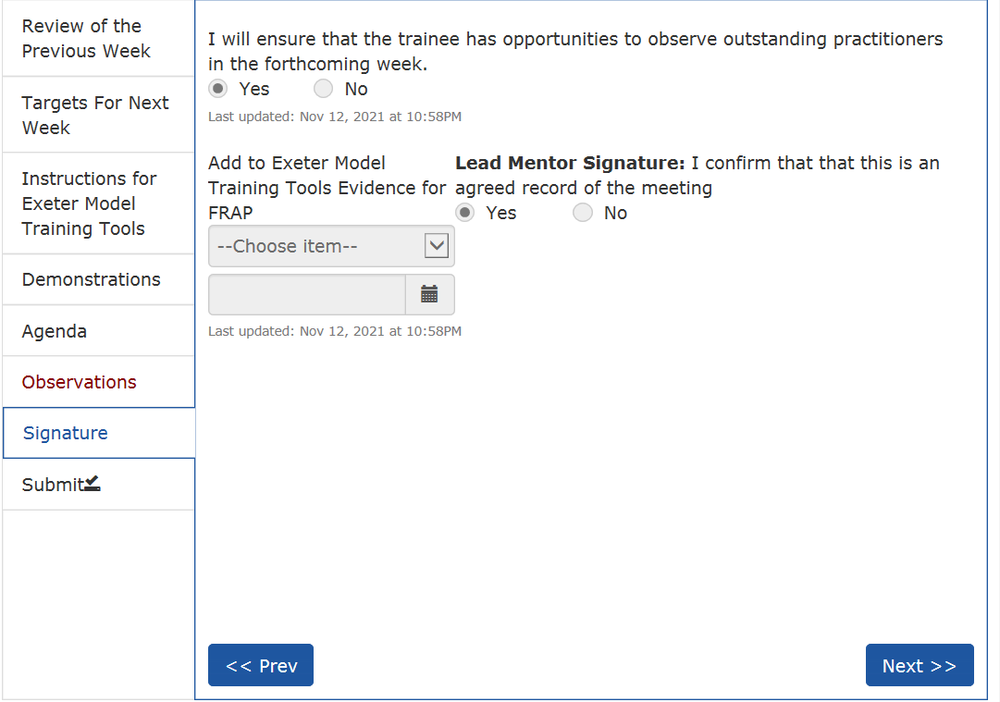 Review of the
Previous Week
Targets For Next
Week
Instructions for
Exeter Model
Training Tools
Demonstrations
Agenda
Observations
Signature
Submit
I will ensure that the trainee has opportunities to observe outstanding practitioners
in the forthcoming week.
Yes No
Last updated: Nov 12, 2021 at 10:58PM
Add to Exeter Model
Training Tools Evidence for
FRAP
--Choose item--
Last updated: Nov 12, 2021 at 10:58PM
Lead Mentor Signature: I confirm that that this is an
agreed record of the meeting
Yes No
<< Prev
Next >>